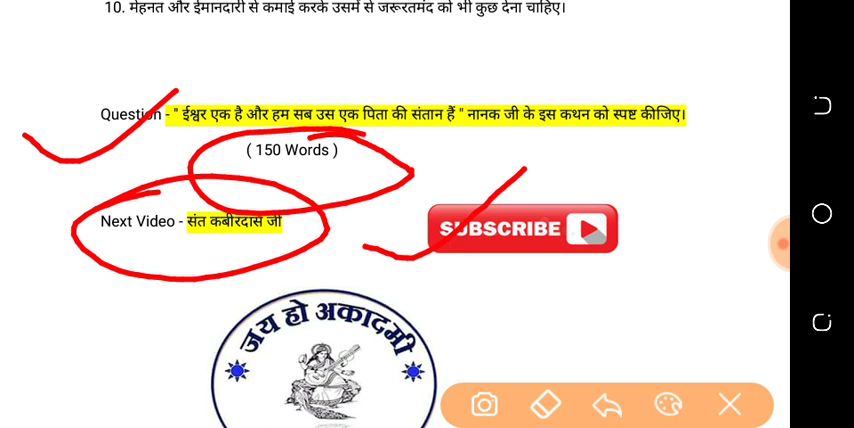 10. मेहनत और ईमानदारी से कमाई करके उसमें से जरूरतमंद को भी कुछ देना चाहिए।
Question - " ईश्वर एक है और हम सब उस एक पिता की संतान हैं " नानक जी के इस कथन को स्पष्ट कीजिए।
( 150 Words )
Next Video - संत कबीरदास जी
SUBSCRIBE
जय हो अकादमी